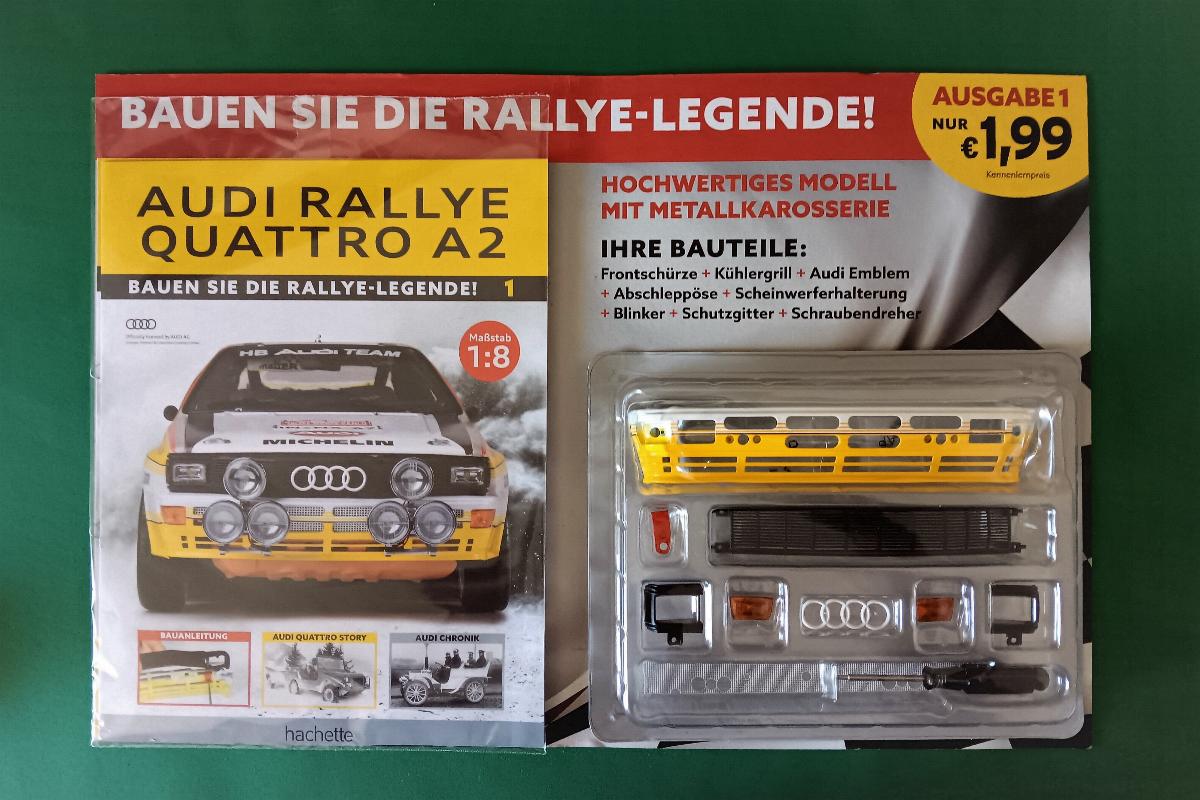 BAUEN SIE DIE RALLYE-LEGENDE!
AUSGABE 1
NUR
€1,99
Kennenlernpreis
AUDI RALLYE
QUATTRO A2
BAUEN SIE DIE RALLYE-LEGENDE! 1
Maßstab
1:8
HB AUDI TEAM
MICHELIN
BAUANLEITUNG
AUDI QUATTRO STORY
AUDI CHRONIK
hachette
HOCHWERTIGES MODELL
MIT METALLKAROSSERIE
IHRE BAUTEILE:
Frontschürze + Kühlergrill + Audi Emblem
+ Abschleppöse + Scheinwerferhalterung
+ Blinker + Schutzgitter + Schraubendreher